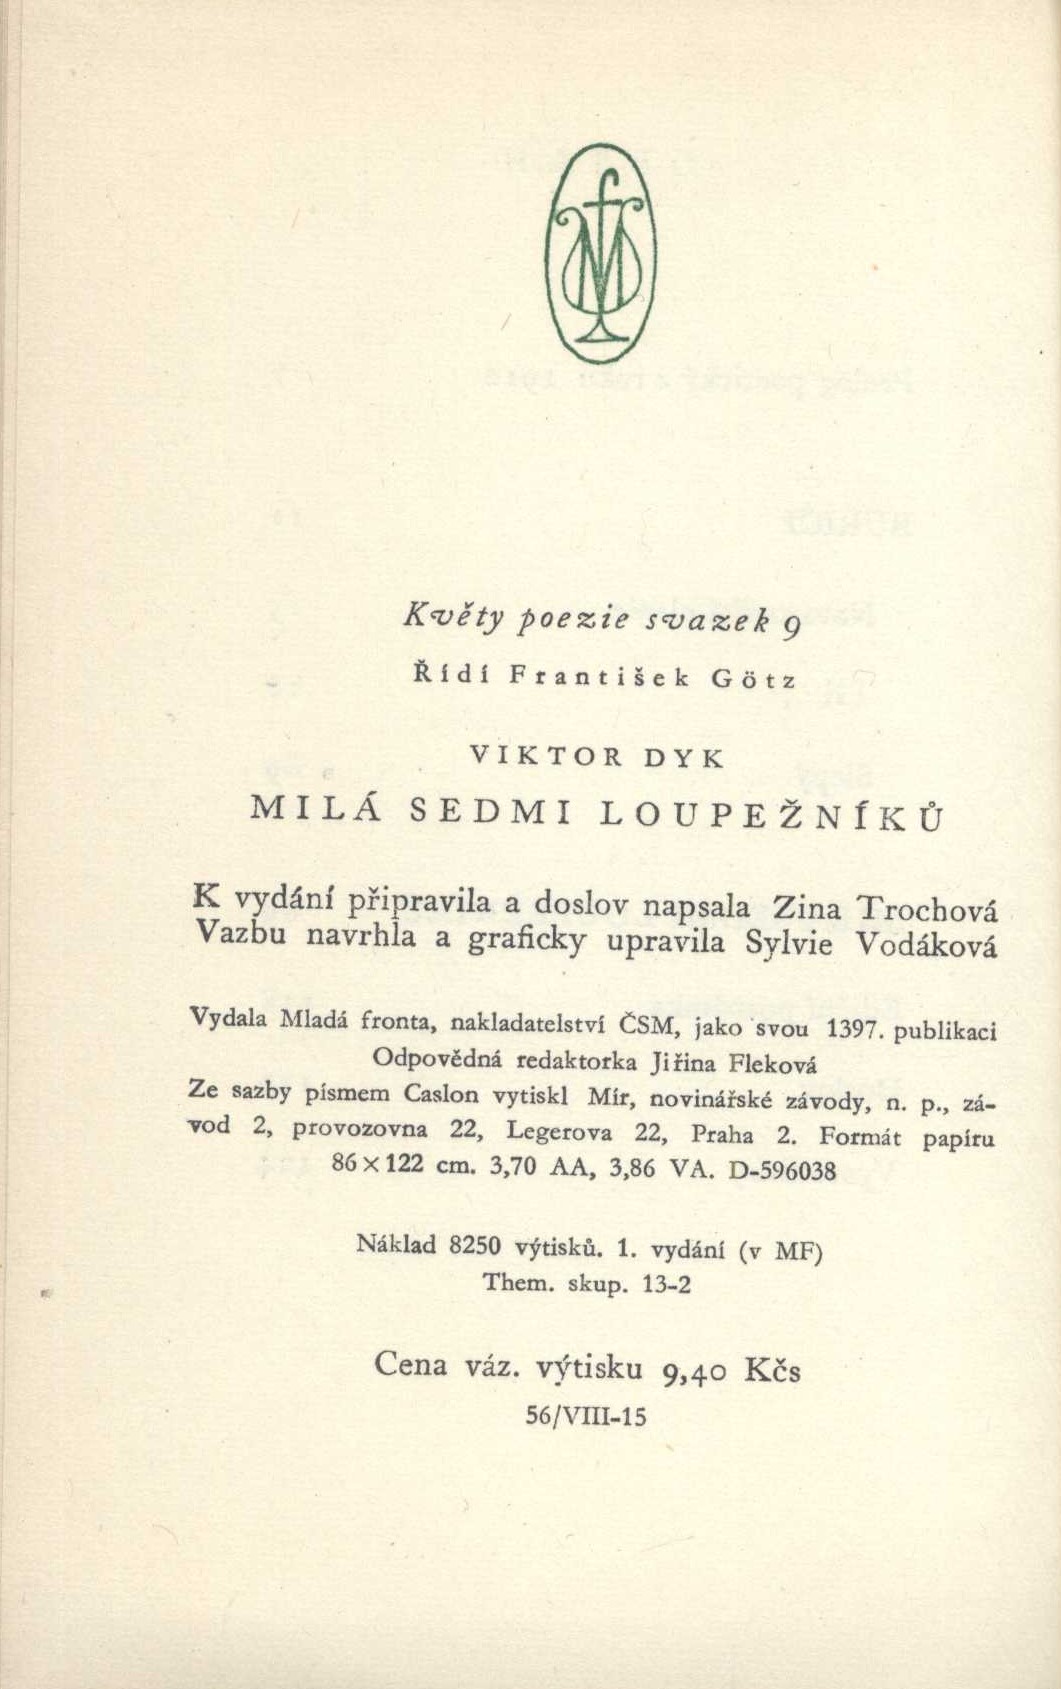 Květy poezie svazek 9
Řídí František Götz
VIKTOR DYK
MILÁ SEDMI LOUPEŽNÍKŮ
K vydání připravila a doslov napsala Zina Trochová
Vazbu navrhla a graficky upravila Sylvie Vodáková
Vydala Mladá fronta, nakladatelství ČSM, jako svou 1397. publikaci
Odpovědná redaktorka Jiřina Fleková
Ze sazby písmem Caslon vytiskl Mír, novinářské závody, n. p., zá-
vod 2, provozovna 22, Legerova 22, Praha 2. Formát papíru
86×122 cm. 3,70 AA, 3,86 VA. D-596038
Náklad 8250 výtisků. 1. vydání (v MF)
Them. skup. 13-2
Cena váz. výtisku 9,40 Kčs
56/VIII-15